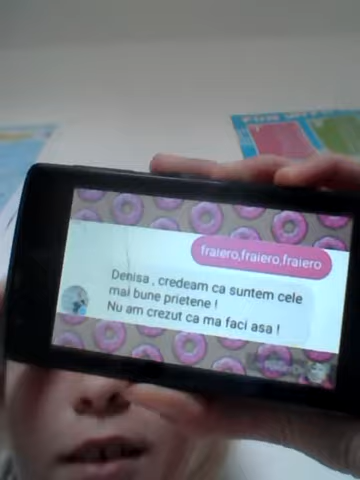 fraiero,fraiero,fraiero
Denisa , credeam ca suntem cele
mai bune prietene !
Nu am crezut ca ma faci asa !